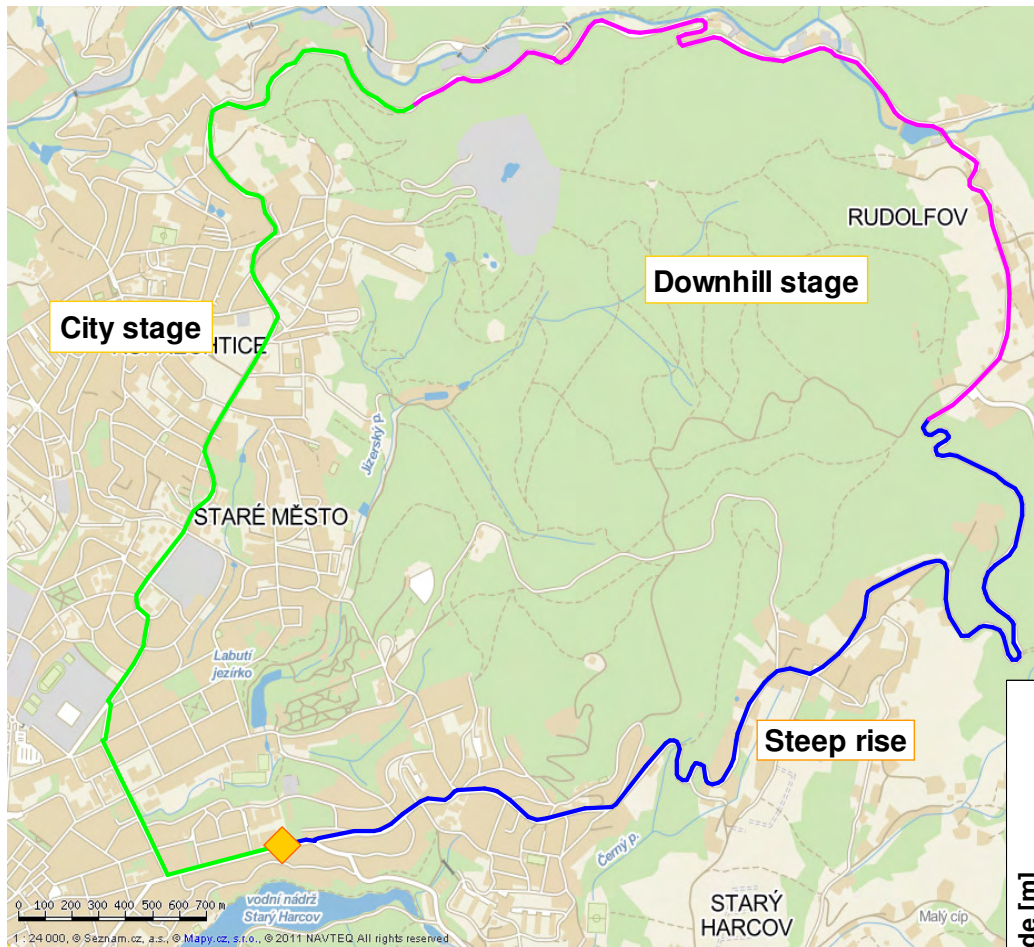 RUDOLFOV
Downhill stage
City stage
Jizerský p.
STARÉ MĚSTO
Labutí
jezírko
Steep rise
Černý p.
vodní nádrž
Starý Harcov
STARÝ
HARCOV
Malý cíp
0 100 200 300 400 500 600 700 m
1 : 24 000, © Seznam.cz, a.s., © Mapy.cz, s.r.o., © 2011 NAVTEQ All rights reserved
[m]